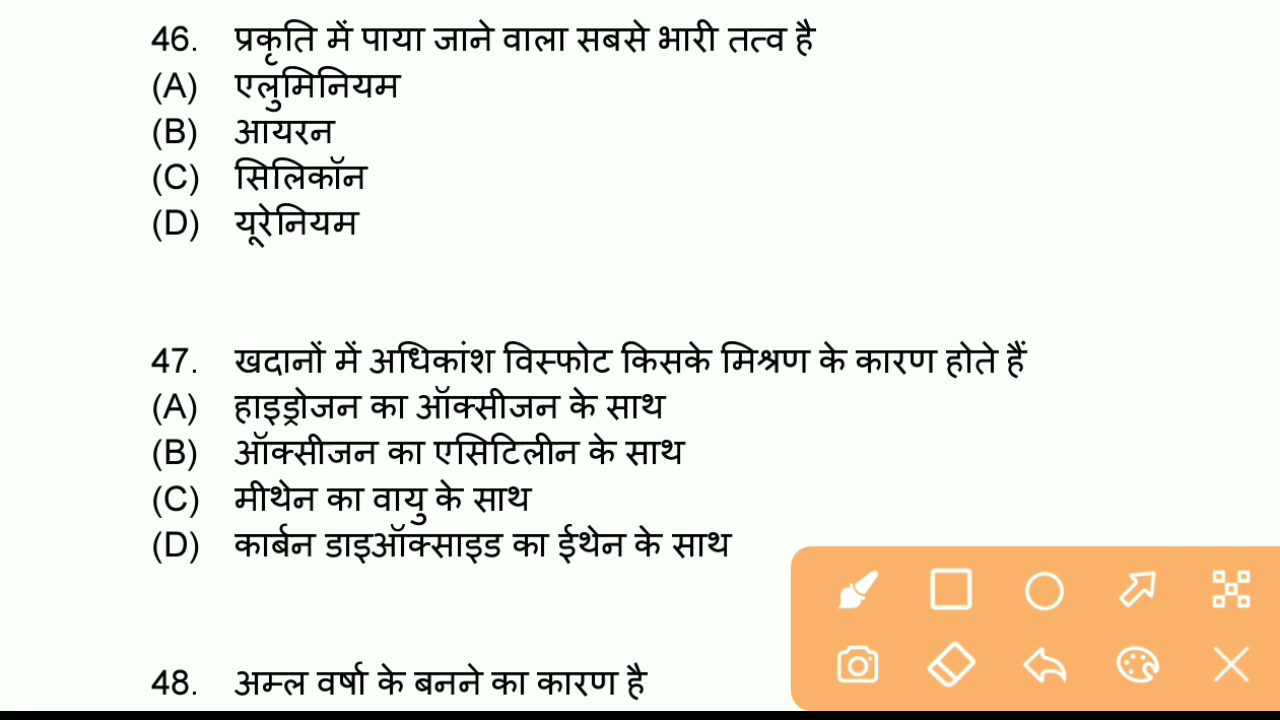 46. प्रकृति में पाया जाने वाला सबसे भारी तत्व है
(A) एलुमिनियम
(B) आयरन
(C) सिलिकॉन
(D) यूरेनियम
47. खदानों में अधिकांश विस्फोट किसके मिश्रण के कारण होते हैं
(A) हाइड्रोजन का ऑक्सीजन के साथ
(B) ऑक्सीजन का एसिटिलीन के साथ
(C) मीथेन का वायु के साथ
(D) कार्बन डाइऑक्साइड का ईथेन के साथ
48. अम्ल वर्षा के बनने का कारण है